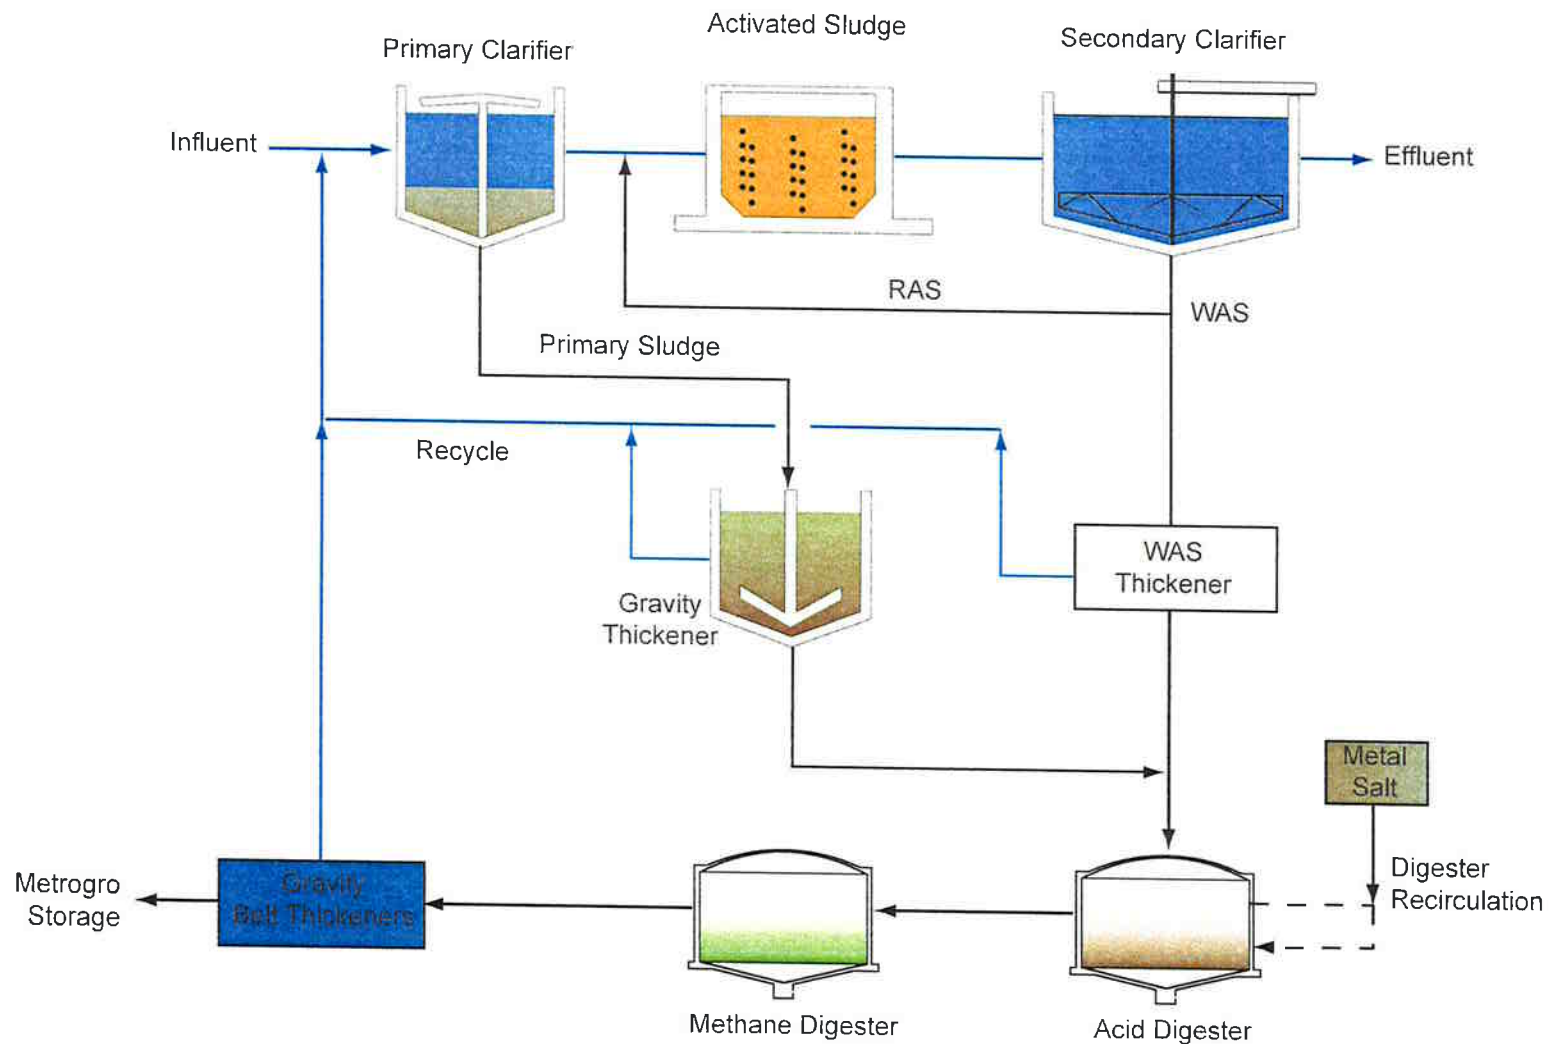 Activated Sludge
Primary Clarifier
Secondary Clarifier
Influent
Effluent
RAS
WAS
Primary Sludge
Recycle
WAS
Thickener
Gravity
Thickener
Metal
Salt
Digester
Recirculation
Metrogro
Storage
Gravity
Belt Thickeners
Methane Digester
Acid Digester